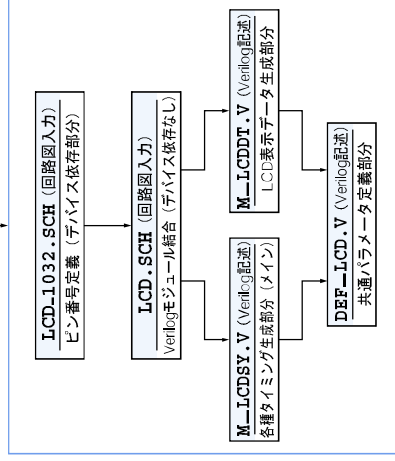 LCD_1032.SCH（回路図入力）
ピン番号定義（デバイス依存部分）
LCD.SCH（回路図入力）
Verilogモジュール結合（デバイス依存なし）
M_LCDSY.V（Verilog記述）
各種タイミング生成部分（メイン）
M_LCDDT.V（Verilog記述）
LCD表示データ生成部分
DEF_LCD.V（Verilog記述）
共通パラメータ定義部分